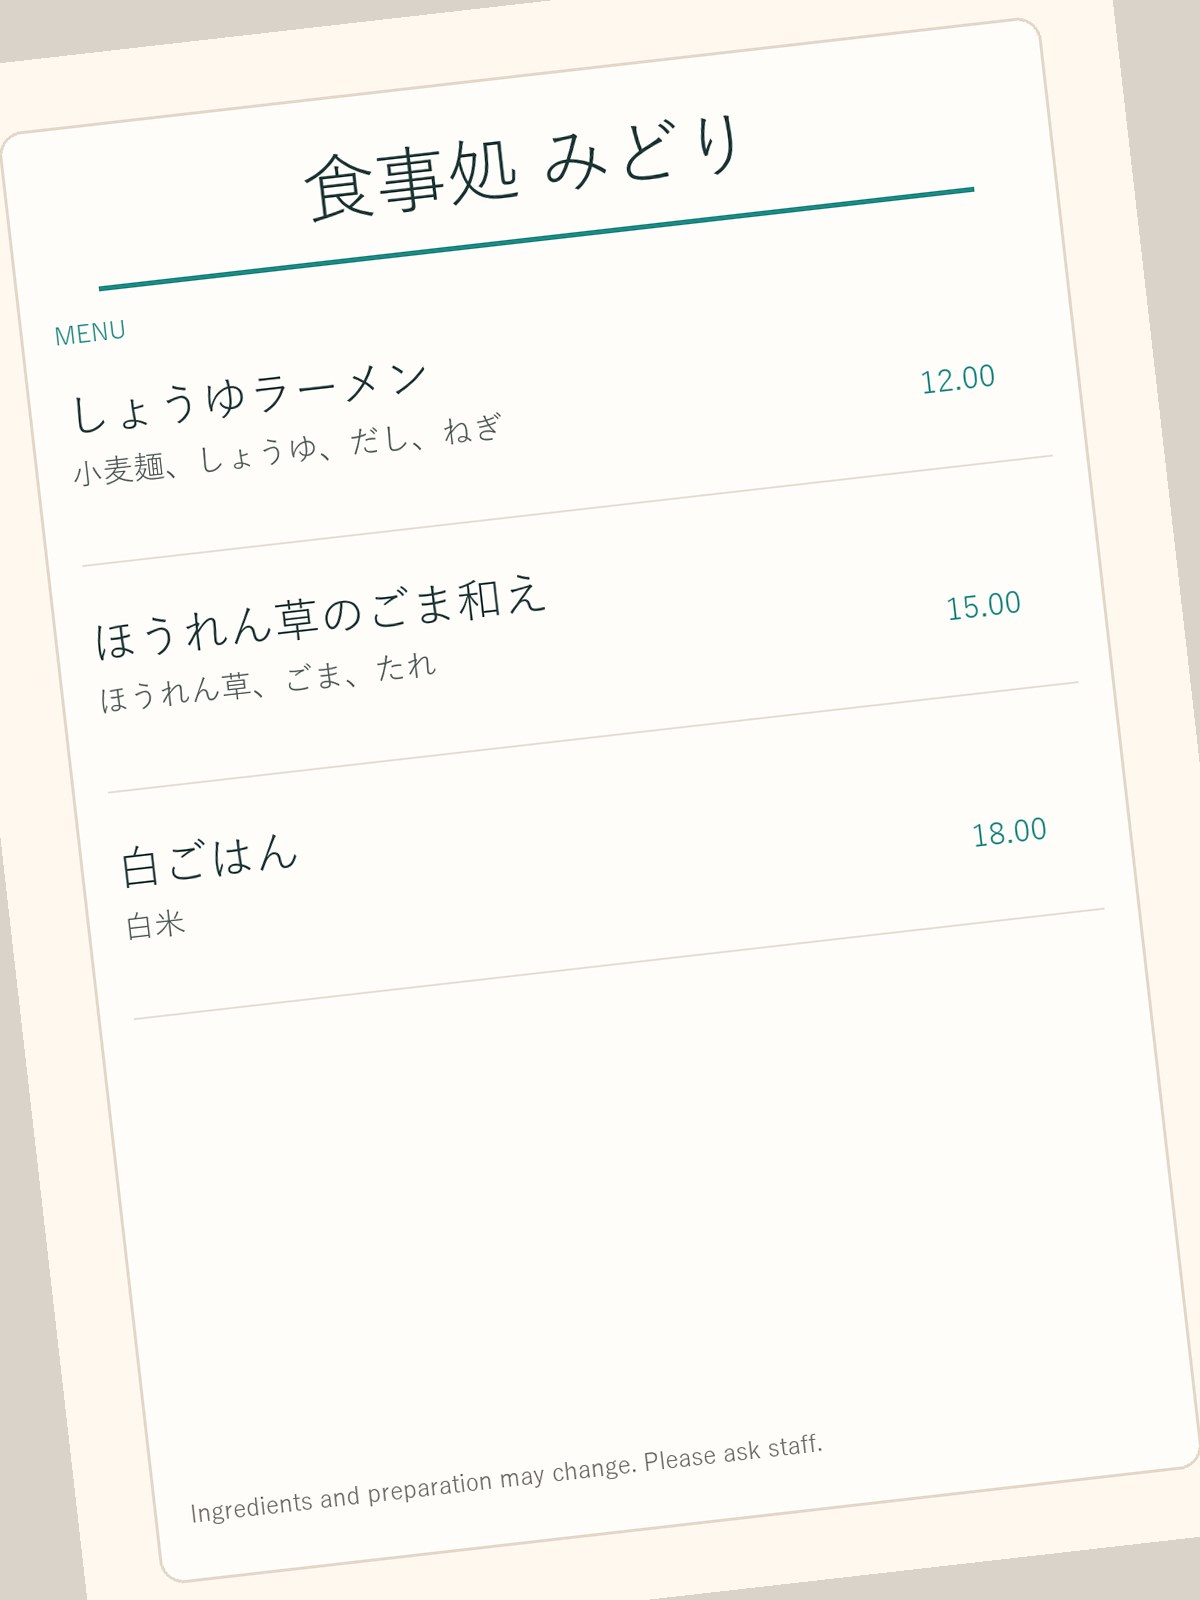 食事処 みどり
MENU
しょうゆラーメン 12.00
小麦麺、しょうゆ、だし、ねぎ
ほうれん草のごま和え 15.00
ほうれん草、ごま、たれ
白ごはん 18.00
白米
Ingredients and preparation may change. Please ask staff.